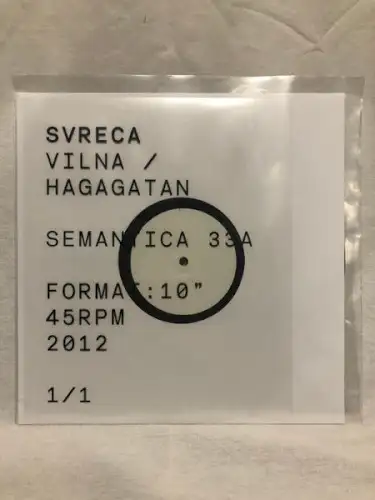 SVRECA
VILNA /
HAGAGATAN
SEMANTICA 33A
FORMAT:10”
45RPM
2012
1/1